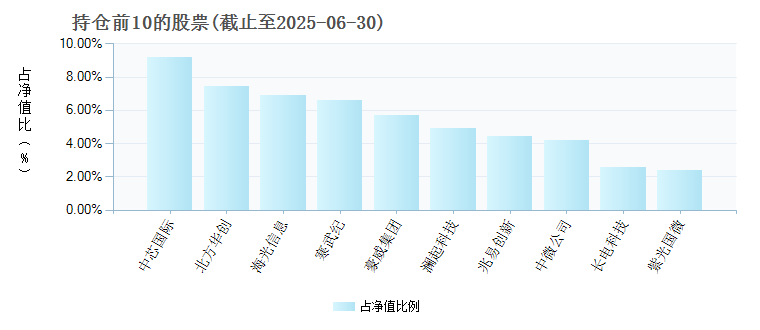 持仓前10的股票(截止至2025-06-30)
占净值比(%)
10.00%
8.00%
6.00%
4.00%
2.00%
0.00%
中芯国际
北方华创
海光信息
寒武纪
豪威集团
澜起科技
兆易创新
中微公司
长电科技
紫光国微
占净值比例